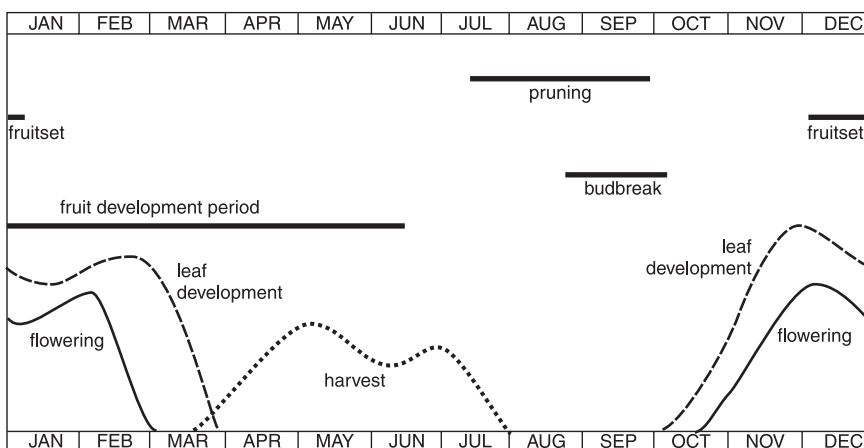 JAN FEB MAR APR MAY JUN JUL AUG SEP OCT NOV DEC
pruning
fruitset fruitset
budbreak
fruit development period
leaf
development
leaf
development
flowering
flowering
harvest
JAN FEB MAR APR MAY JUN JUL AUG SEP OCT NOV DEC